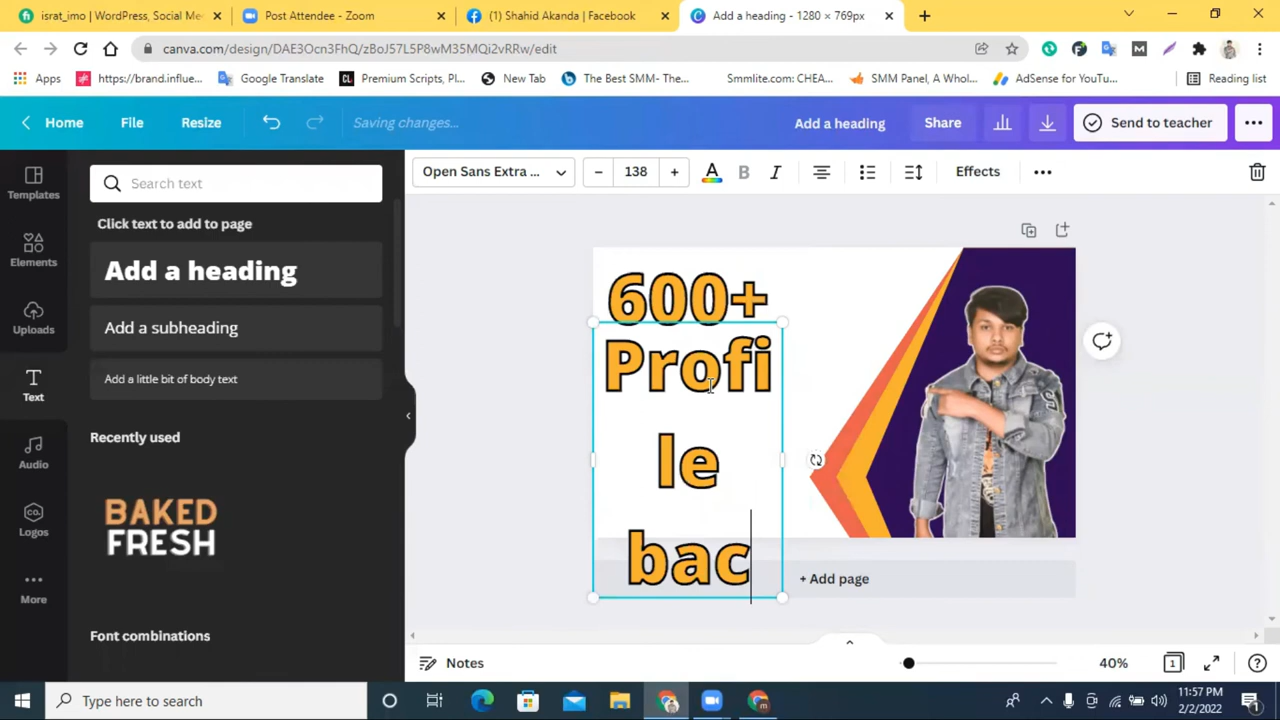 israt_imo | WordPress, Social Me
Post Attendee - Zoom
(1) Shahid Akanda | Facebook
Add a heading - 1280 × 769px
canva.com/design/DAE3Ocn3FhQ/zBoJ57L5P8wM35MQi2vRRw/edit
Apps
https://brand.influe...
Google Translate
Premium Scripts, Pl...
New Tab
The Best SMM- The...
Smmlite.com: CHEA...
SMM Panel, A Whol...
AdSense for YouTu...
Reading list
Home
File
Resize
Saving changes...
Add a heading
Share
Send to teacher
Templates
Elements
Uploads
Text
Audio
Logos
More
Search text
Click text to add to page
Add a heading
Add a subheading
Add a little bit of body text
Recently used
BAKED
FRESH
Font combinations
Open Sans Extra ...
138
A
B
I
Effects
600+
Profi
le
bac
+ Add page
Notes
40%
1
Type here to search
11:57 PM
2/2/2022
1